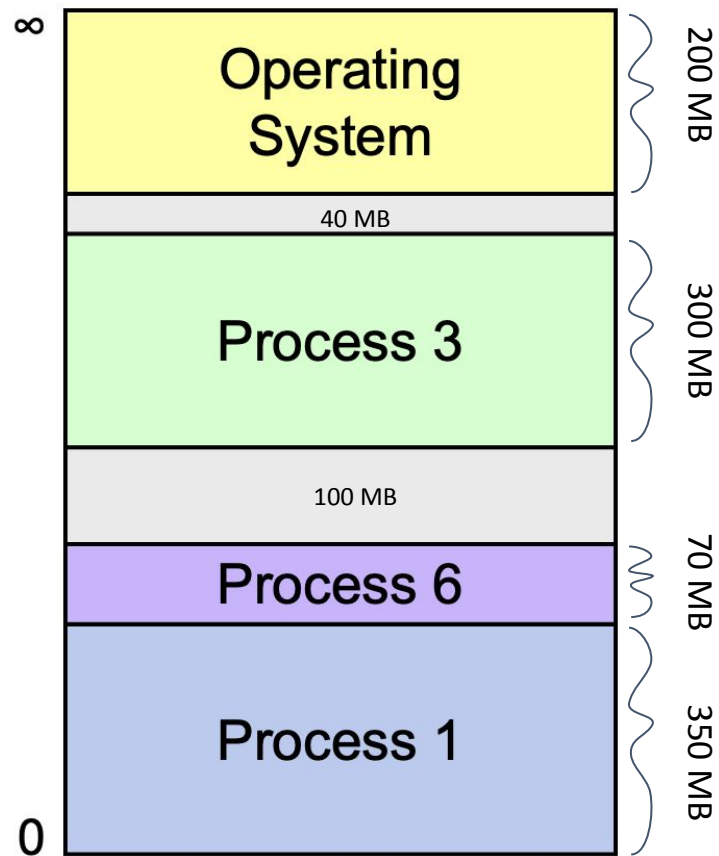 ∞
Operating
System
200 MB
40 MB
Process 3
300 MB
100 MB
Process 6
70 MB
Process 1
350 MB
0